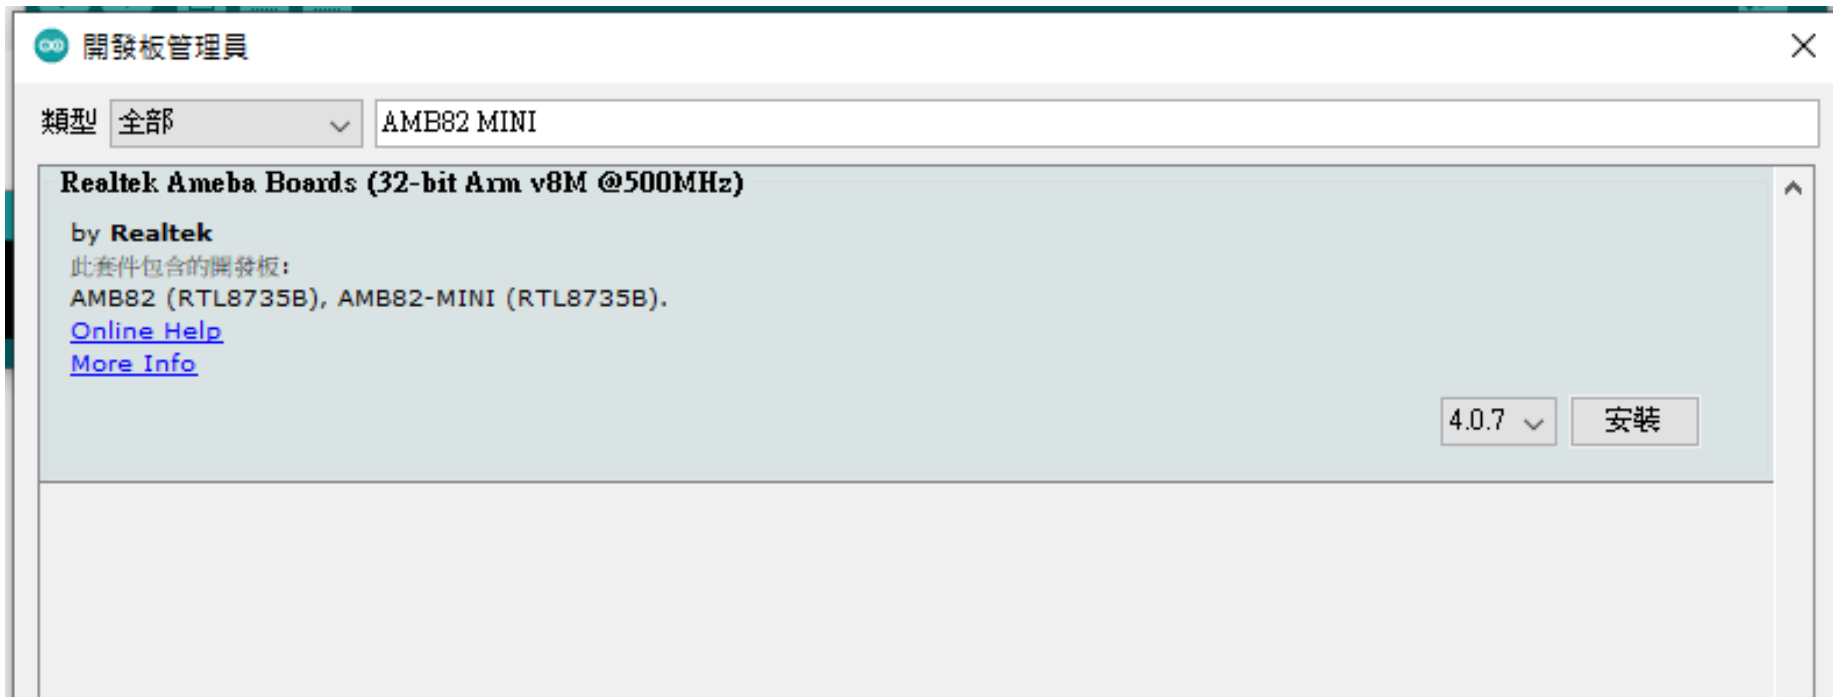 開發板管理員
類型 全部 AMB82 MINI
Realtek Ameba Boards (32-bit Arm v8M @500MHz)
by Realtek
此套件包含的開發板:
AMB82 (RTL8735B), AMB82-MINI (RTL8735B).
Online Help
More Info
4.0.7 安裝